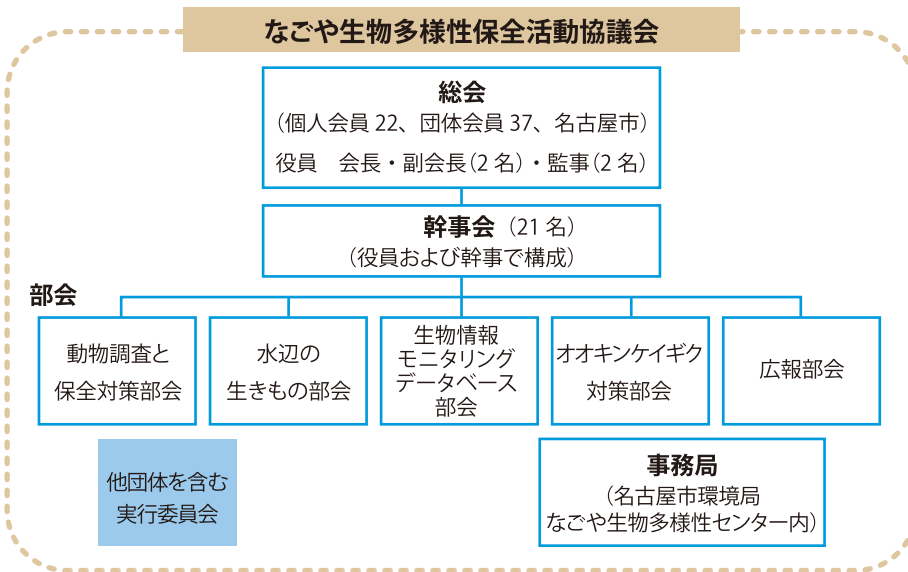 なごや生物多様性保全活動協議会
総会
（個人会員 22、団体会員 37、名古屋市）
役員　会長・副会長（2 名）・監事（2 名）
幹事会（21 名）
（役員および幹事で構成）
部会
動物調査と
保全対策部会
水辺の
生きもの部会
生物情報
モニタリング
データベース
部会
オオキンケイギク
対策部会
広報部会
他団体を含む
実行委員会
事務局
（名古屋市環境局
なごや生物多様性センター内）